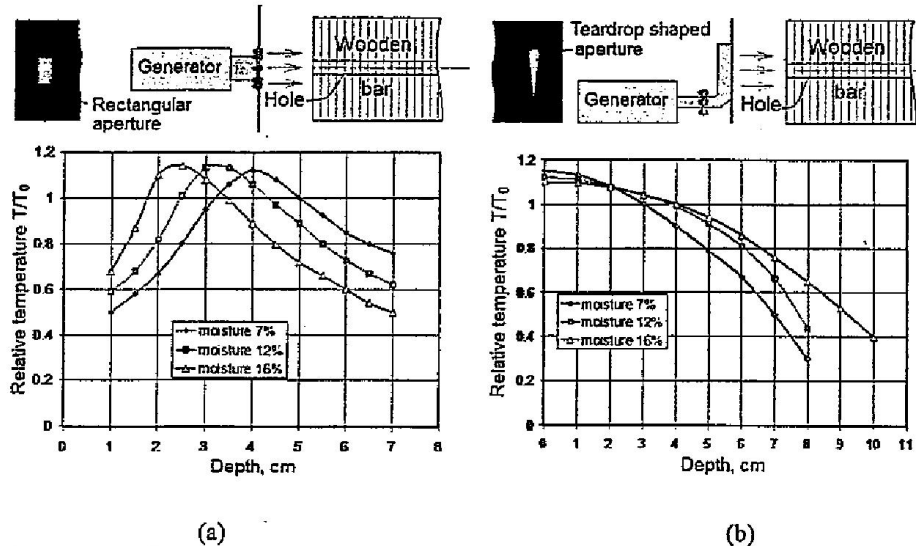 Wooden
Generator
Hole
bar
Rectangular
aperture
Relative temperature T/T0
1.2
1
0.8
0.6
0.4
1.2
0
moisture 7%
moisture 12%
moisture 16%
0 1 2 3 4 5 6 7 8
Depth, cm
(a)
Teardrop shaped
aperture
Wooden
Generator
Hole
bar
Relative temperature T/T0
1.2
1
0.8
0.6
0.4
1.2
0
moisture 7%
moisture 12%
moisture 16%
0 1 2 3 4 5 6 7 8 9 10 11
Depth, cm
(b)